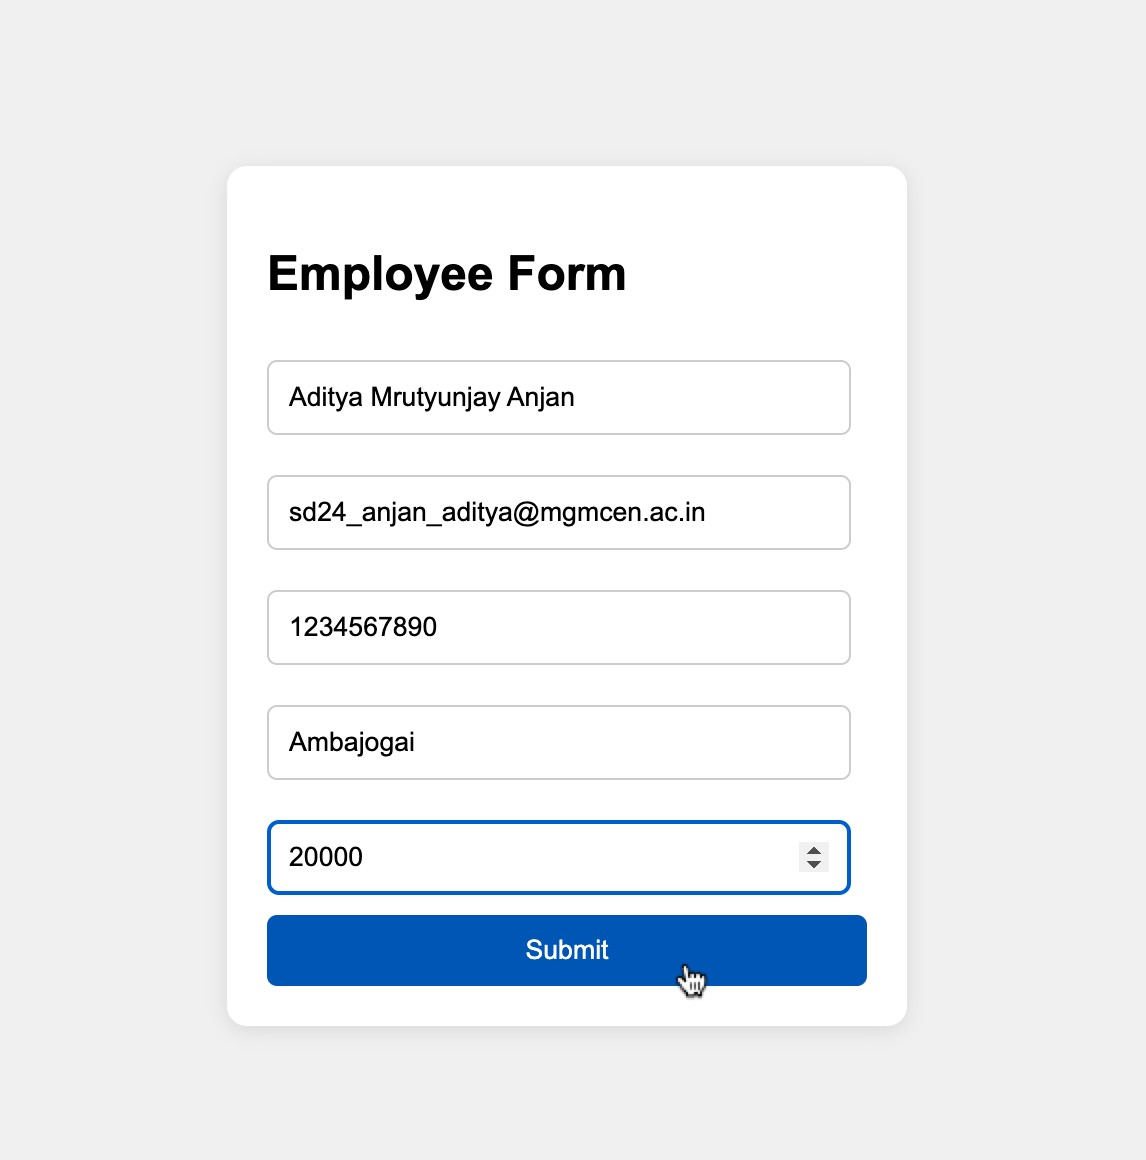 Employee Form
Aditya Mrutyunjay Anjan
sd24_anjan_aditya@mgmcen.ac.in
1234567890
Ambajogai
20000
Submit